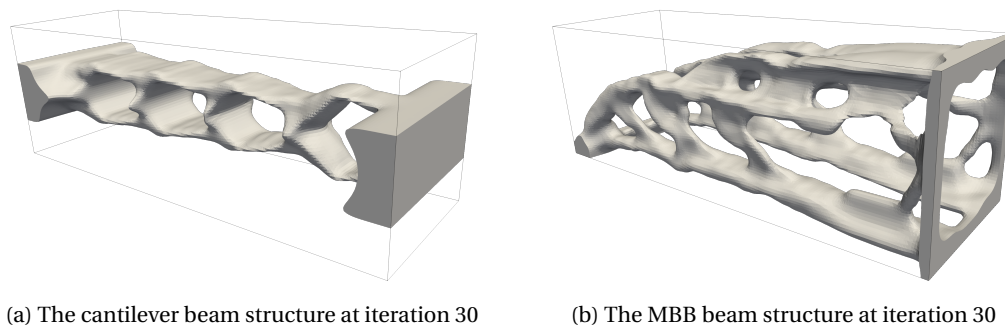 (a) The cantilever beam structure at iteration 30
(b) The MBB beam structure at iteration 30